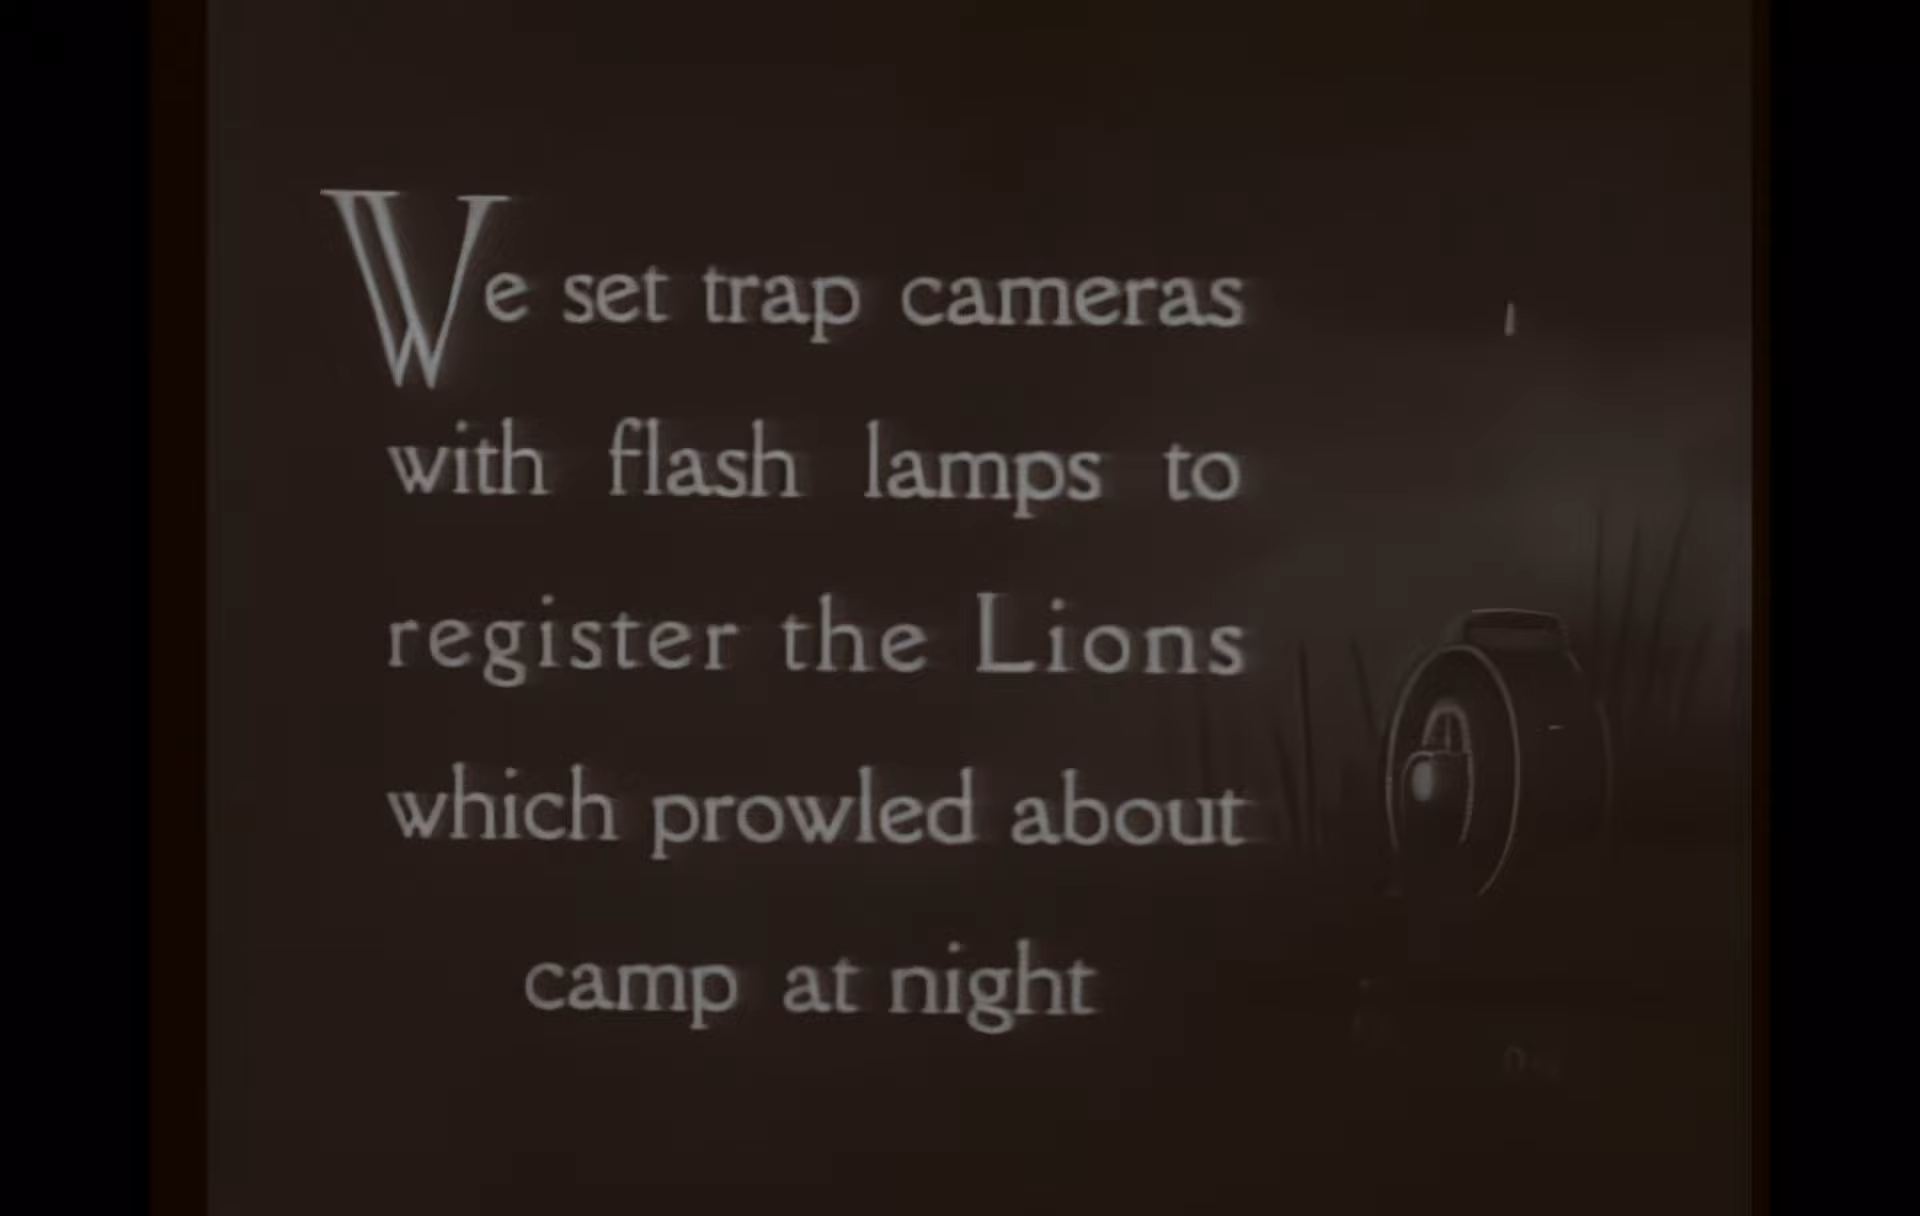 We set trap cameras
with flash lamps to
register the Lions
which prowled about
camp at night